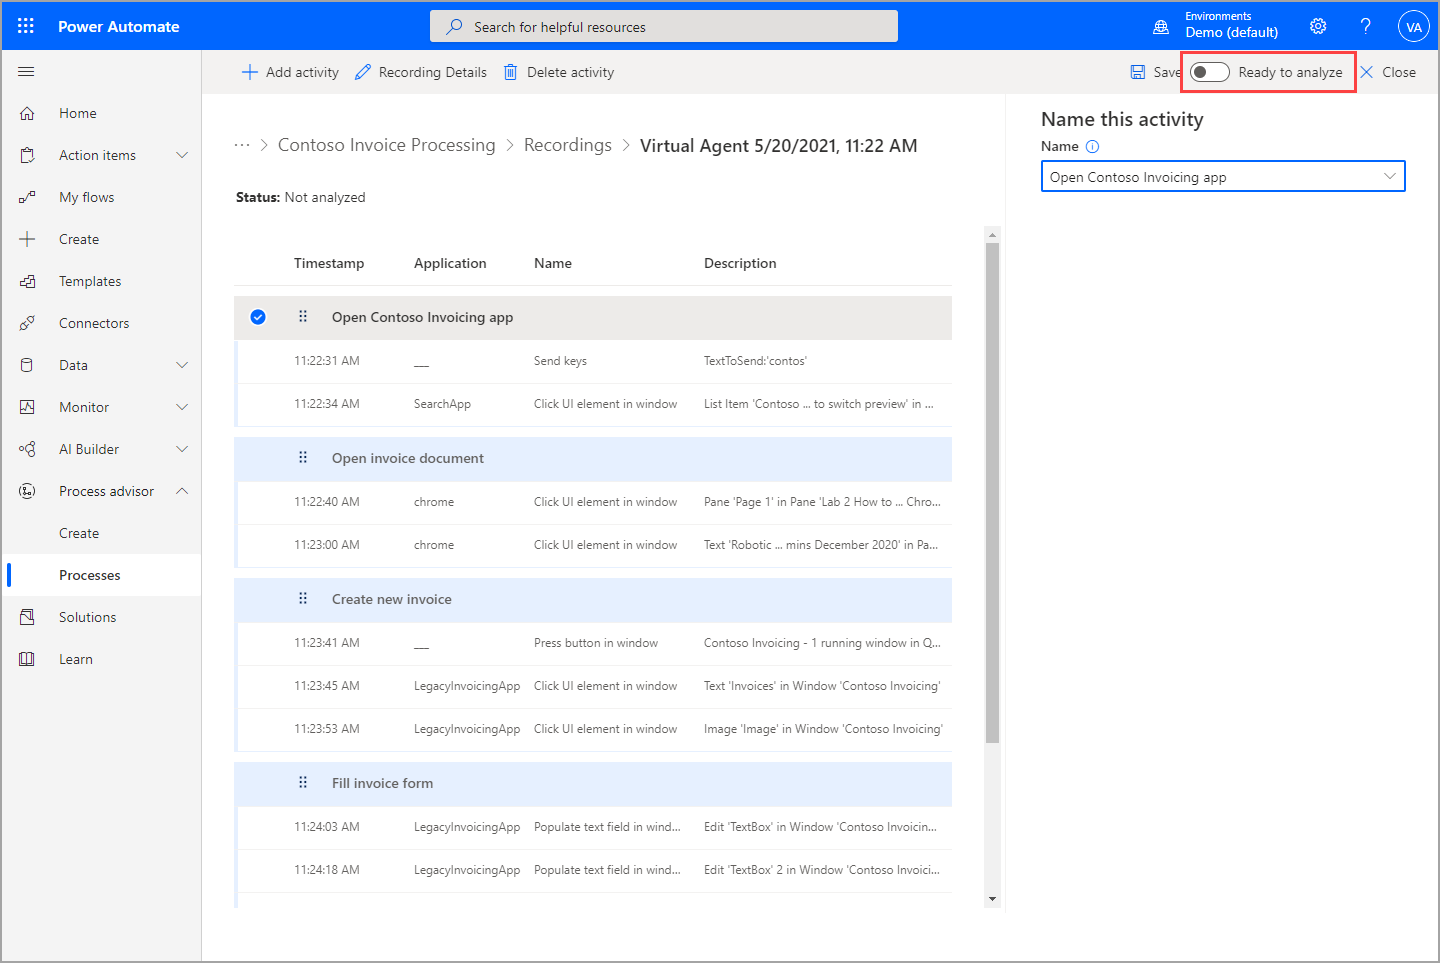 Power Automate
Search for helpful resources
Environments
Demo (default)
?
VA
Add activity
Recording Details
Delete activity
Save
Ready to analyze
Close
Home
Action items
My flows
Create
Templates
Connectors
Data
Monitor
AI Builder
Process advisor
Create
Processes
Solutions
Learn
··· > Contoso Invoice Processing > Recordings > Virtual Agent 5/20/2021, 11:22 AM
Status: Not analyzed
Timestamp Application Name Description
Open Contoso Invoicing app
11:22:31 AM __ Send keys TextToSend:'contos'
11:22:34 AM SearchApp Click UI element in window List Item 'Contoso ... to switch preview' in ...
Open invoice document
11:22:40 AM chrome Click UI element in window Pane 'Page 1' in Pane 'Lab 2 How to ... Chro...
11:23:00 AM chrome Click UI element in window Text 'Robotic ... mins December 2020' in Pa...
Create new invoice
11:23:41 AM __ Press button in window Contoso Invoicing - 1 running window in Q...
11:23:45 AM LegacyInvoicingApp Click UI element in window Text 'Invoices' in Window 'Contoso Invoicing'
11:23:53 AM LegacyInvoicingApp Click UI element in window Image 'Image' in Window 'Contoso Invoicing'
Fill invoice form
11:24:03 AM LegacyInvoicingApp Populate text field in wind... Edit 'TextBox' in Window 'Contoso Invoicin...
11:24:18 AM LegacyInvoicingApp Populate text field in wind... Edit 'TextBox' 2 in Window 'Contoso Invoici...
Name this activity
Name
Open Contoso Invoicing app